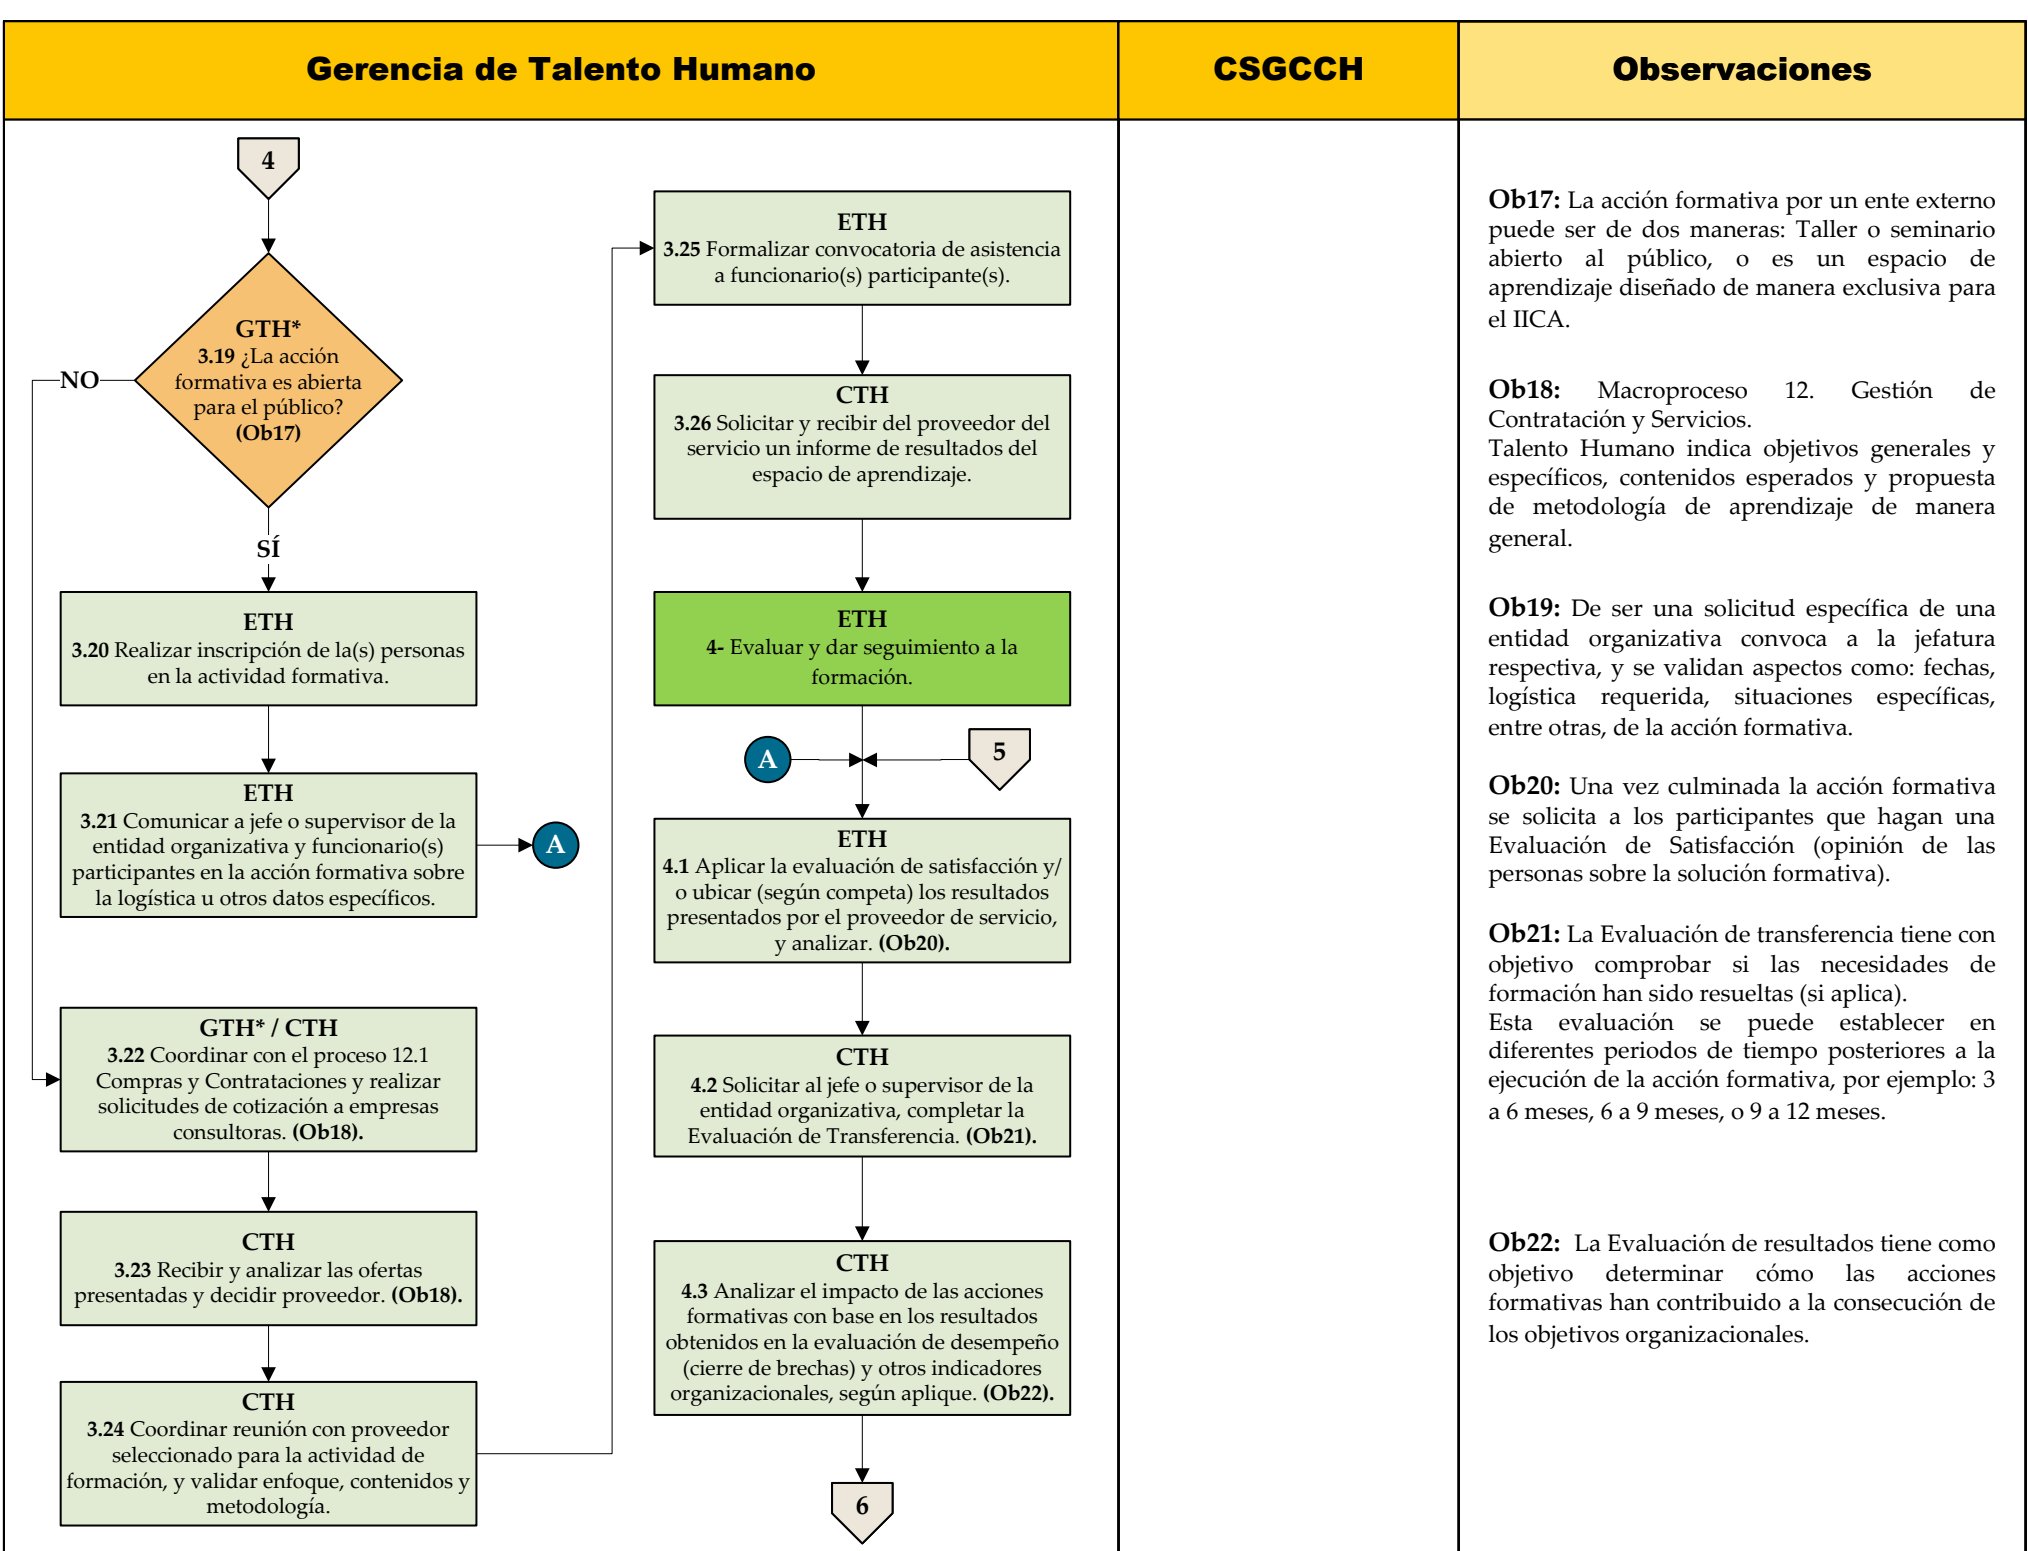 Gerencia de Talento Humano
CSGCCH
Observaciones
4
GTH*
3.19 ¿La acción
formativa es abierta
para el público?
(Ob17)
NO
SÍ
ETH
3.20 Realizar inscripción de la(s) personas
en la actividad formativa.
ETH
3.21 Comunicar a jefe o supervisor de la
entidad organizativa y funcionario(s)
participantes en la acción formativa sobre
la logística u otros datos específicos.
A
GTH* / CTH
3.22 Coordinar con el proceso 12.1
Compras y Contrataciones y realizar
solicitudes de cotización a empresas
consultoras. (Ob18).
CTH
3.23 Recibir y analizar las ofertas
presentadas y decidir proveedor. (Ob18).
CTH
3.24 Coordinar reunión con proveedor
seleccionado para la actividad de
formación, y validar enfoque, contenidos y
metodología.
ETH
3.25 Formalizar convocatoria de asistencia
a funcionario(s) participante(s).
CTH
3.26 Solicitar y recibir del proveedor del
servicio un informe de resultados del
espacio de aprendizaje.
ETH
4- Evaluar y dar seguimiento a la
formación.
A
5
ETH
4.1 Aplicar la evaluación de satisfacción y/
o ubicar (según competa) los resultados
presentados por el proveedor de servicio,
y analizar. (Ob20).
CTH
4.2 Solicitar al jefe o supervisor de la
entidad organizativa, completar la
Evaluación de Transferencia. (Ob21).
CTH
4.3 Analizar el impacto de las acciones
formativas con base en los resultados
obtenidos en la evaluación de desempeño
(cierre de brechas) y otros indicadores
organizacionales, según aplique. (Ob22).
6
Ob17: La acción formativa por un ente externo
puede ser de dos maneras: Taller o seminario
abierto al público, o es un espacio de
aprendizaje diseñado de manera exclusiva para
el IICA.
Ob18: Macroproceso 12. Gestión de
Contratación y Servicios.
Talento Humano indica objetivos generales y
específicos, contenidos esperados y propuesta
de metodología de aprendizaje de manera
general.
Ob19: De ser una solicitud específica de una
entidad organizativa convoca a la jefatura
respectiva, y se validan aspectos como: fechas,
logística requerida, situaciones específicas,
entre otras, de la acción formativa.
Ob20: Una vez culminada la acción formativa
se solicita a los participantes que hagan una
Evaluación de Satisfacción (opinión de las
personas sobre la solución formativa).
Ob21: La Evaluación de transferencia tiene con
objetivo comprobar si las necesidades de
formación han sido resueltas (si aplica).
Esta evaluación se puede establecer en
diferentes periodos de tiempo posteriores a la
ejecución de la acción formativa, por ejemplo: 3
a 6 meses, 6 a 9 meses, o 9 a 12 meses.
Ob22: La Evaluación de resultados tiene como
objetivo determinar cómo las acciones
formativas han contribuido a la consecución de
los objetivos organizacionales.